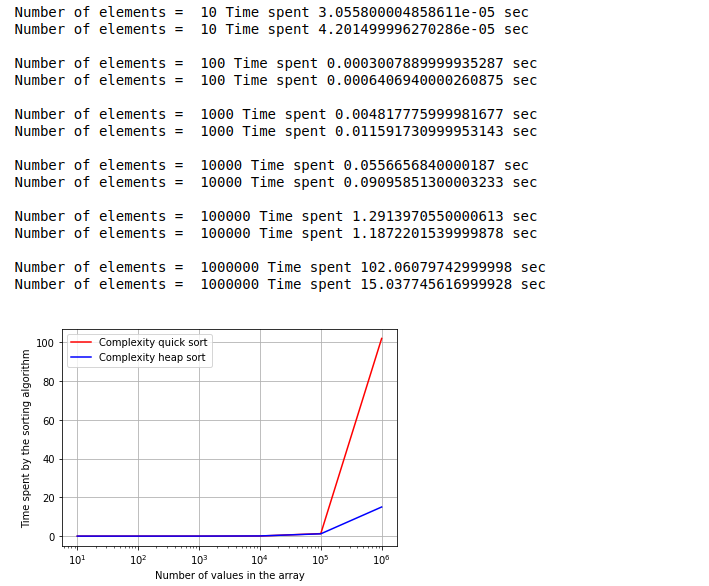 Number of elements =  10 Time spent 3.055800004858611e-05 sec
Number of elements =  10 Time spent 4.201499996270286e-05 sec
Number of elements =  100 Time spent 0.0003007889999935287 sec
Number of elements =  100 Time spent 0.0006406940000260875 sec
Number of elements =  1000 Time spent 0.004817775999981677 sec
Number of elements =  1000 Time spent 0.011591730999953143 sec
Number of elements =  10000 Time spent 0.0556656840000187 sec
Number of elements =  10000 Time spent 0.09095851300003233 sec
Number of elements =  100000 Time spent 1.2913970550000613 sec
Number of elements =  100000 Time spent 1.1872201539999878 sec
Number of elements =  1000000 Time spent 102.06079742999998 sec
Number of elements =  1000000 Time spent 15.037745616999928 sec
Complexity quick sort
Complexity heap sort
Time spent by the sorting algorithm
100
80
60
40
20
0
10¹ 10² 10³ 10⁴ 10⁵ 10⁶
Number of values in the array